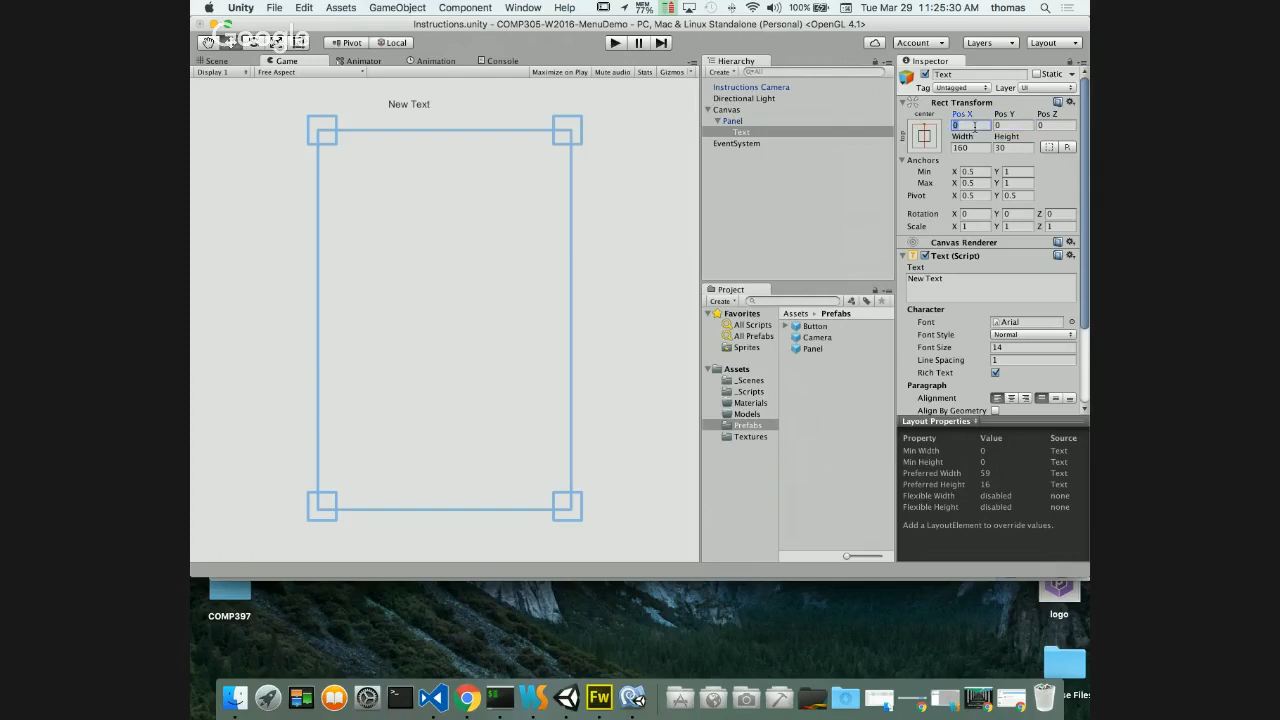 Unity File Edit Assets GameObject Component Window Help MEM 77% 100% Tue Mar 29 11:25:30 AM thomas
Instructions.unity - COMP305-W2016-MenuDemo - PC, Mac & Linux Standalone (Personal) <OpenGL 4.1>
Google
Pivot Local Account Layers Layout
Scene Game Animator Animation Console
Display 1 Free Aspect Maximize on Play Mute audio Stats Gizmos
New Text
Hierarchy
Create All
Instructions Camera
Directional Light
Canvas
Panel
Text
EventSystem
Project
Create
Favorites
All Scripts
All Prefabs
Sprites
Assets
_Scenes
_Scripts
Materials
Models
Prefabs
Textures
Assets Prefabs
Button
Camera
Panel
Inspector
Text Static
Tag Untagged Layer UI
Rect Transform
center Pos X Pos Y Pos Z
top 0 0 0
Width Height
160 30 R
Anchors
Min X 0.5 Y 1
Max X 0.5 Y 1
Pivot X 0.5 Y 0.5
Rotation X 0 Y 0 Z 0
Scale X 1 Y 1 Z 1
Canvas Renderer
Text (Script)
Text
New Text
Character
Font Arial
Font Style Normal
Font Size 14
Line Spacing 1
Rich Text
Paragraph
Alignment
Align By Geometry
Layout Properties
Property Value Source
Min Width 0 Text
Min Height 0 Text
Preferred Width 59 Text
Preferred Height 16 Text
Flexible Width disabled none
Flexible Height disabled none
Add a LayoutElement to override values.
COMP397
logo
Fw